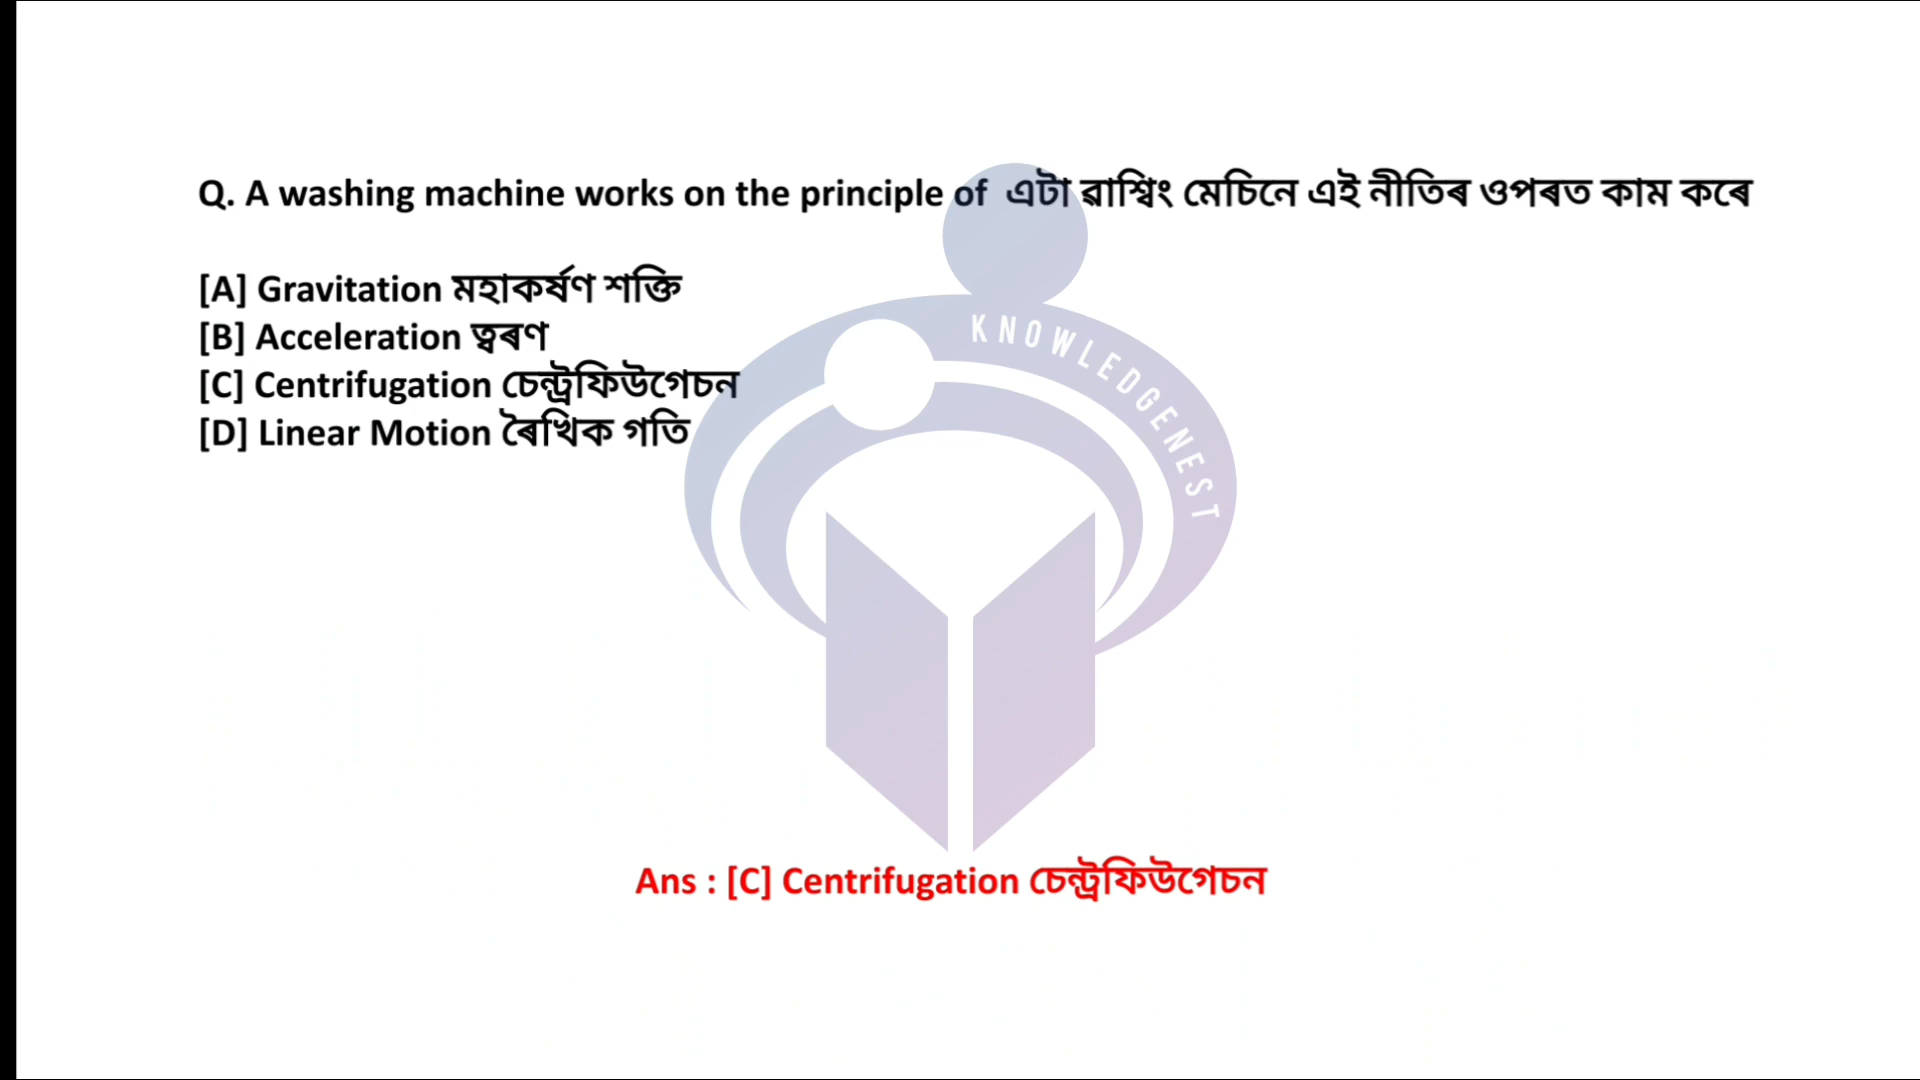 Q. A washing machine works on the principle of এটা ৱাশ্বিং মেচিনে এই নীতিৰ ওপৰত কাম কৰে
[A] Gravitation মহাকৰ্ষণ শক্তি
[B] Acceleration ত্বৰণ
[C] Centrifugation চেন্ট্ৰিফিউগেচন
[D] Linear Motion ৰৈখিক গতি
KNOWLEDGENEST
Ans : [C] Centrifugation চেন্ট্ৰিফিউগেচন